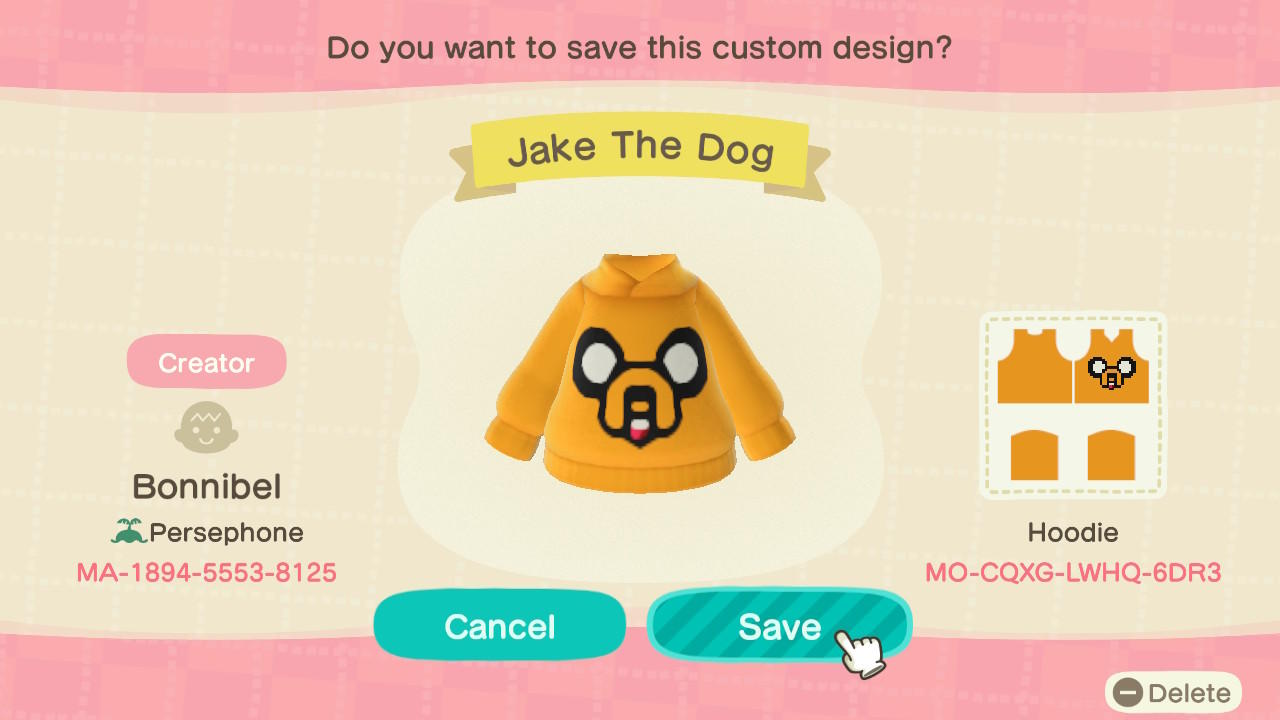 Do you want to save this custom design?
Jake The Dog
Creator
Bonnibel
Persephone
MA-1894-5553-8125
Hoodie
MO-CQXG-LWHQ-6DR3
Cancel
Save
Delete